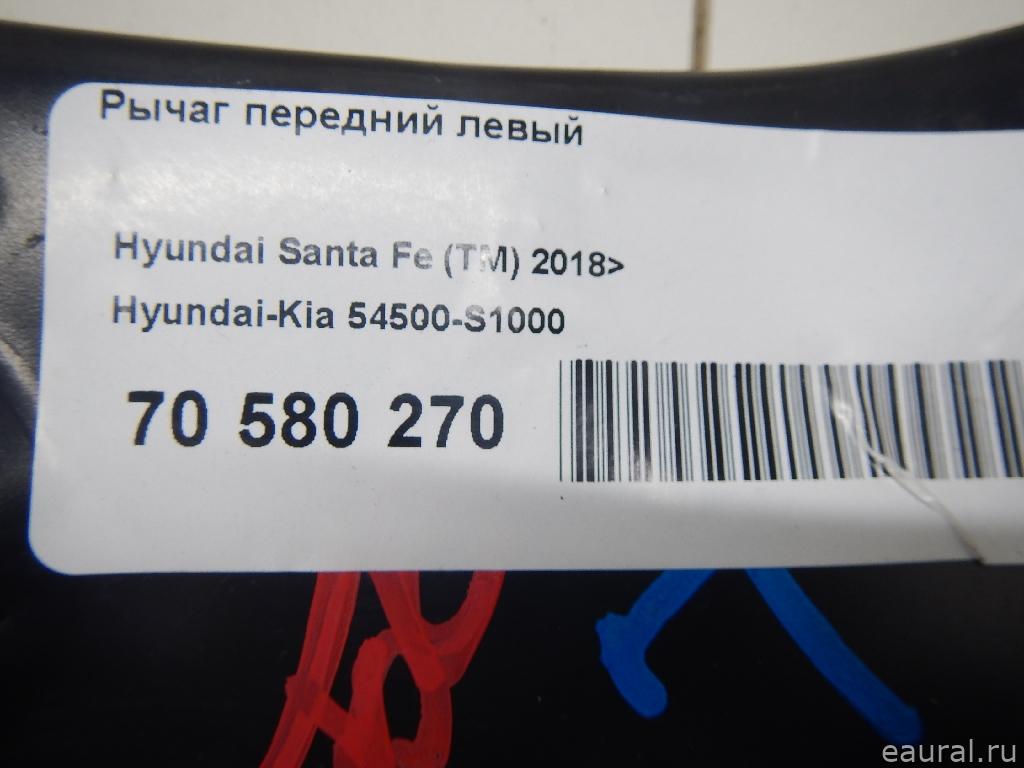 Рычаг передний левый
Hyundai Santa Fe (TM) 2018>
Hyundai-Kia 54500-S1000
70 580 270
eaural.ru